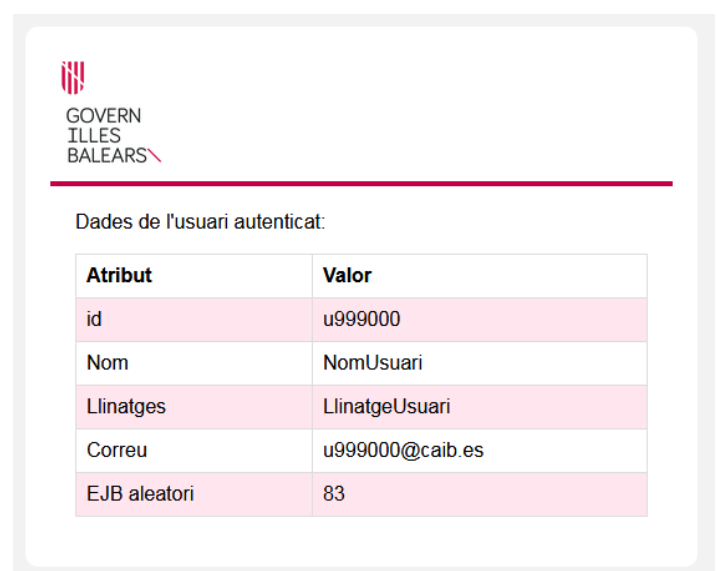 GOVERN
ILLES
BALEARS
Dades de l'usuari autenticat:
Atribut Valor
id u999000
Nom NomUsuari
Llinatges LlinatgeUsuari
Correu u999000@caib.es
EJB aleatori 83